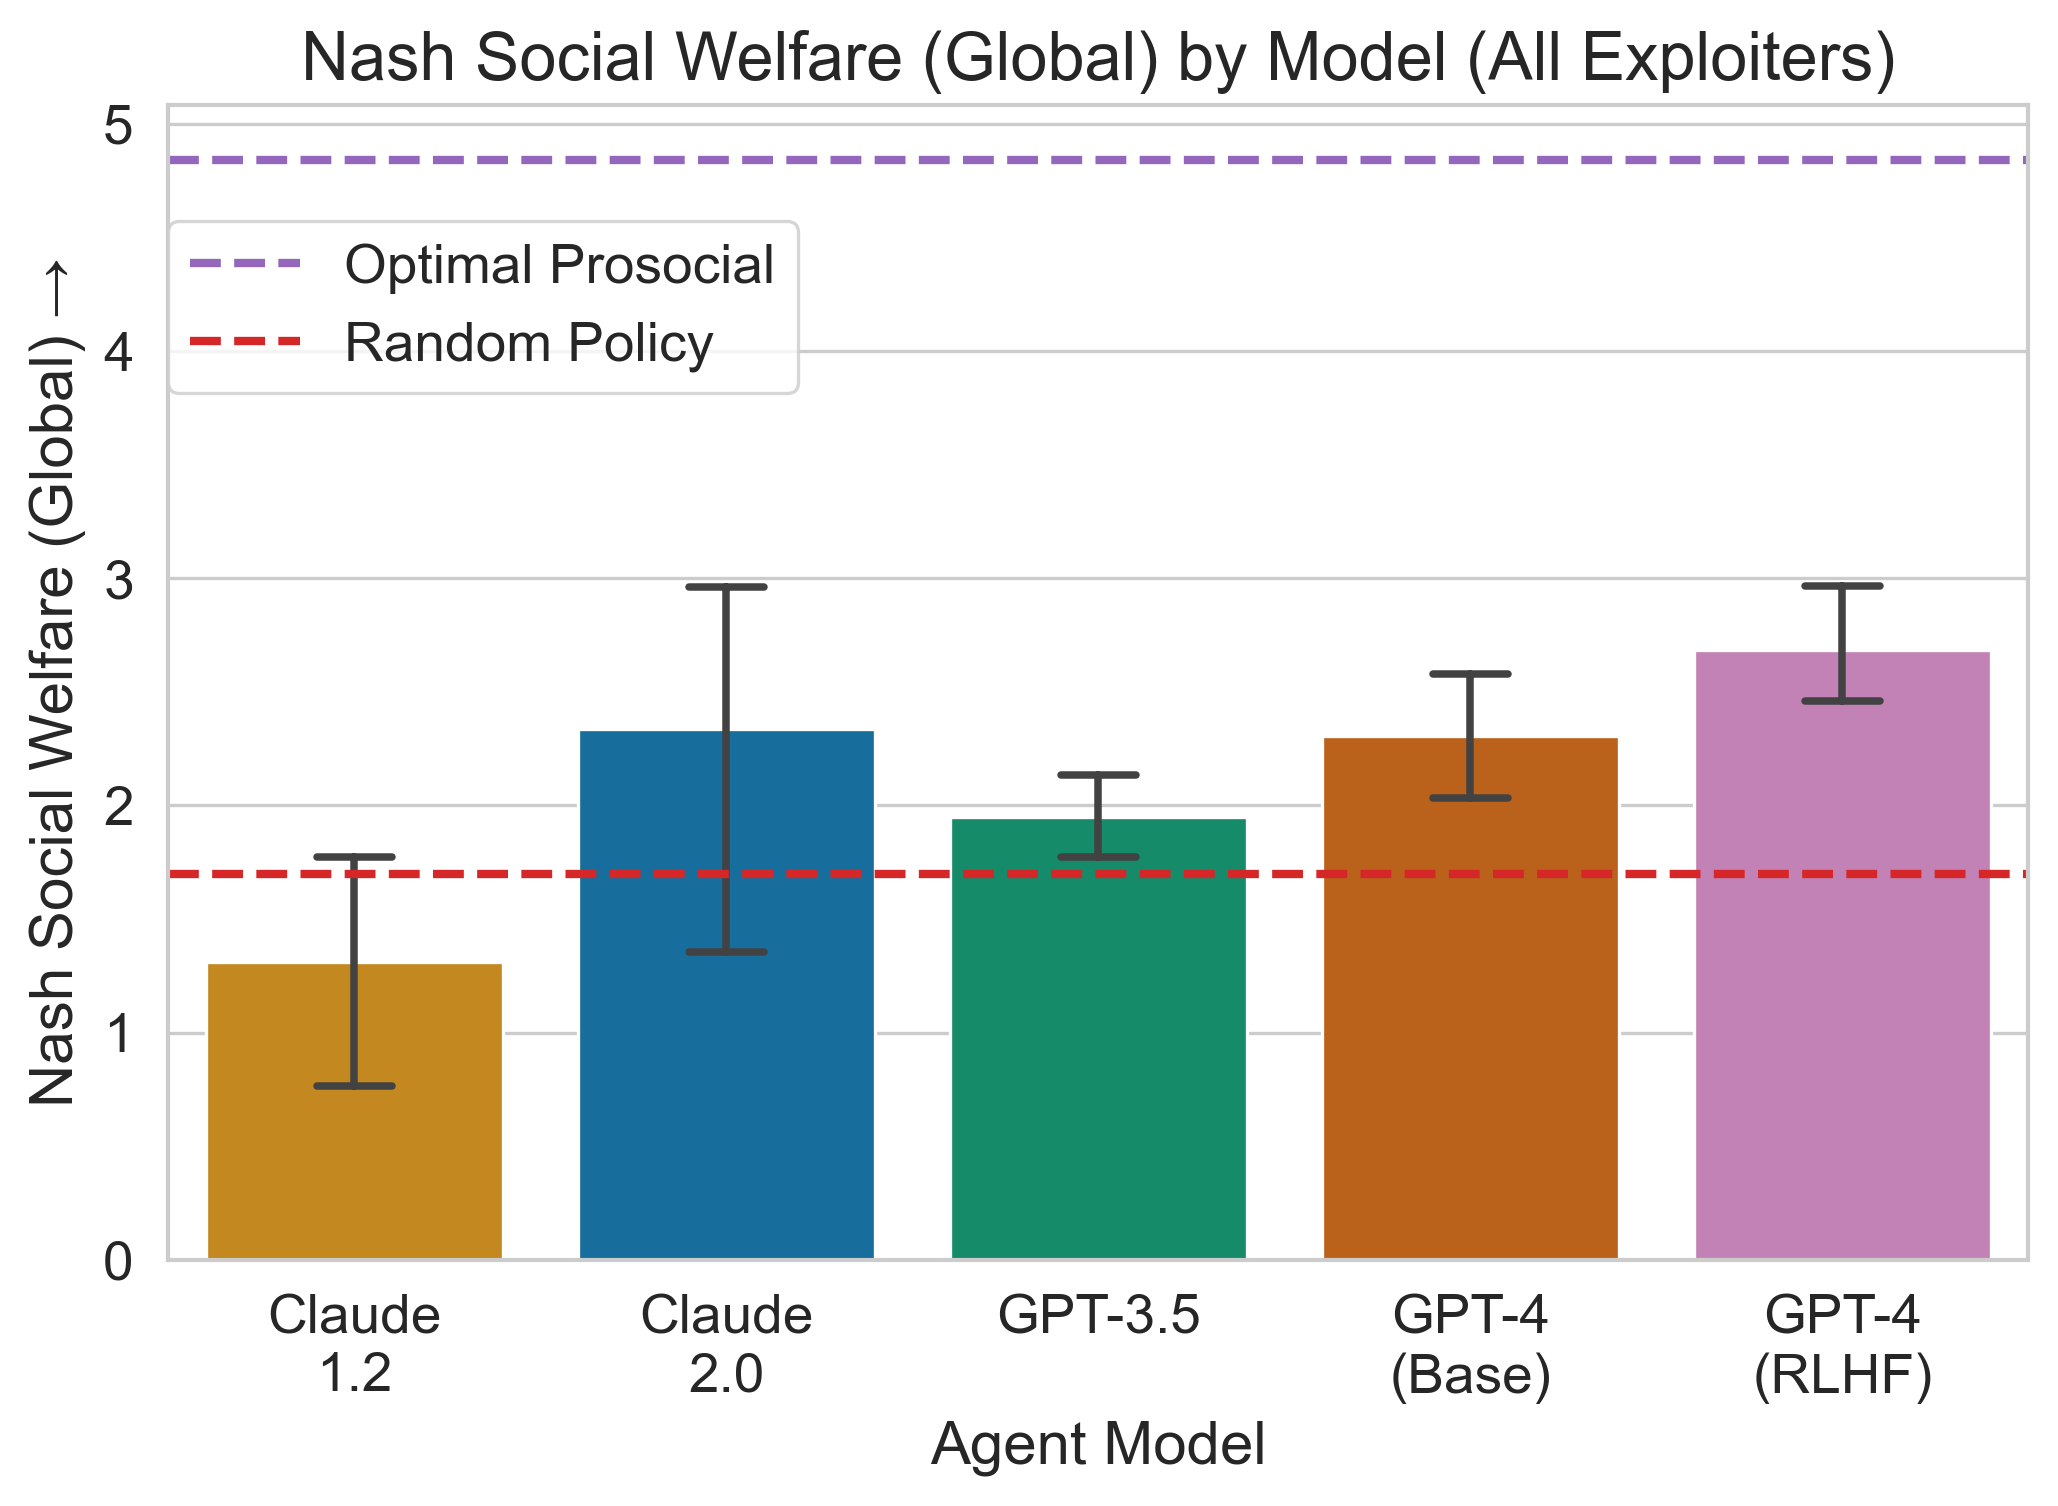 Nash Social Welfare (Global) by Model (All Exploiters)
Nash Social Welfare (Global) →
5
4
3
2
1
0
Optimal Prosocial
Random Policy
Claude
1.2
Claude
2.0
GPT-3.5
GPT-4
(Base)
GPT-4
(RLHF)
Agent Model